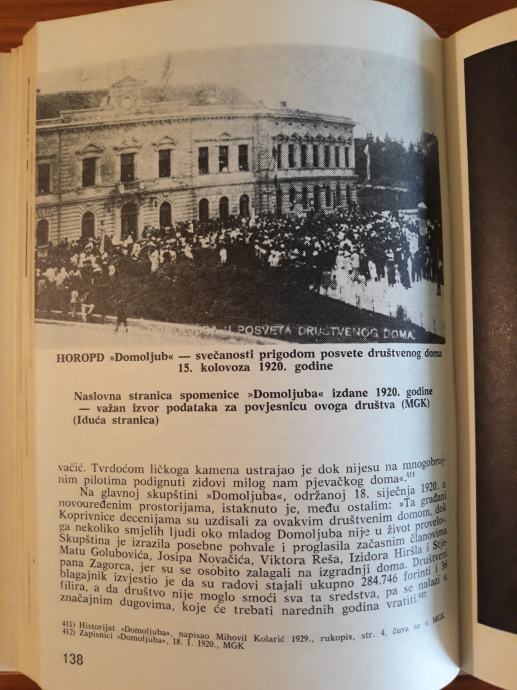 U POSVETA DRUŠTVENOG DOMA.
HOROPD »Domoljub« — svečanosti prigodom posvete društvenog doma
15. kolovoza 1920. godine
Naslovna stranica spomenice »Domoljuba« izdane 1920. godine
— važan izvor podataka za povjesnicu ovoga društva (MGK)
(Iduća stranica)
vačić. Tvrdoćom ličkoga kamena ustrajao je dok nijesu na mnogobroj-
nim pilotima podignuti zidovi milog nam pjevačkog doma«.⁴¹¹
Na glavnoj skupštini »Domoljuba«, održanoj 18. siječnja 1920. u
novouređenim prostorijama, istaknuto je, među ostalim: »Ta građani
Koprivnice decenijama su uzdisali za ovakvim društvenim domom, dok
ga nekoliko smjelih ljudi oko mladog Domoljuba nije u život provelo«.
Skupština je izrazila posebne pohvale i proglasila začasnim članovima
Matu Golubovića, Josipa Novačića, Viktora Reša, Izidora Hiršla i Stje-
pana Zagorca, jer su se osobito zalagali na izgradnji doma. Društveni
blagajnik izvjestio je da su radovi stajali ukupno 284.746 forinti i 36
filira, a da društvo nije moglo smoći sva ta sredstva, pa se nalazi u
značajnim dugovima, koje će trebati narednih godina vratiti.⁴¹²
411) Historijat »Domoljuba«, napisao Mihovil Kolarić 1929., rukopis, str. 4, čuva se u MGK
412) Zapisnici »Domoljuba«, 18. I. 1920., MGK
138